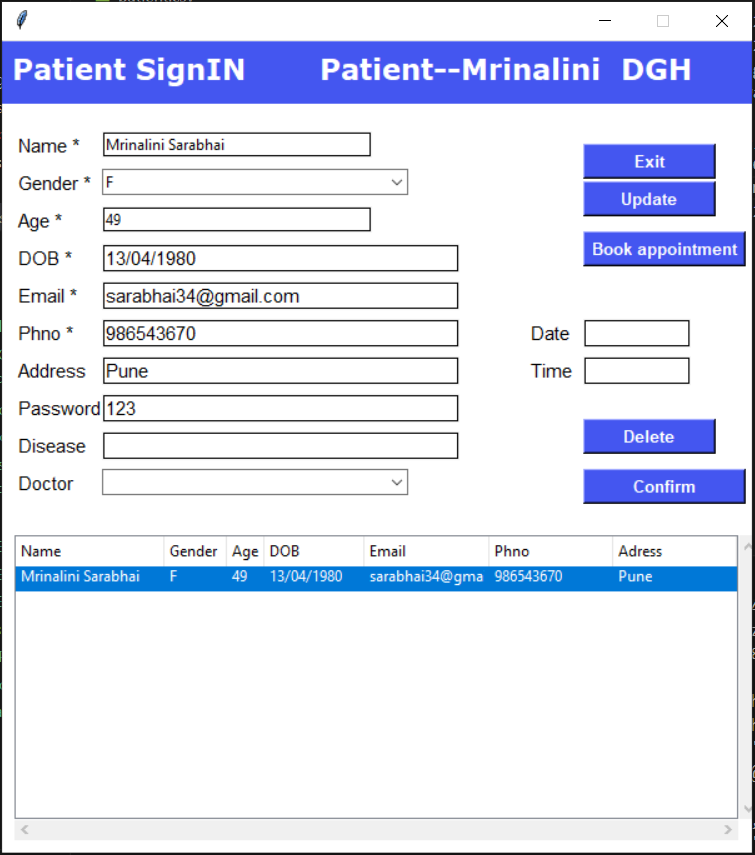 Patient SignIN Patient--Mrinalini DGH
Name * Mrinalini Sarabhai
Exit
Gender * F
Update
Age * 49
Book appointment
DOB * 13/04/1980
Email * sarabhai34@gmail.com
Phno * 986543670 Date
Address Pune Time
Password 123
Disease
Delete
Doctor
Confirm
Name Gender Age DOB Email Phno Adress
Mrinalini Sarabhai F 49 13/04/1980 sarabhai34@gma 986543670 Pune